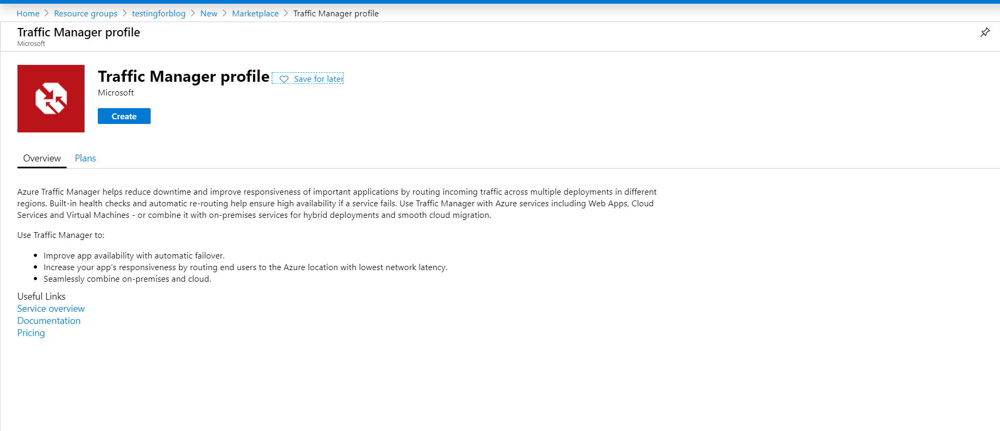 Home > Resource groups > testingforblog > New > Marketplace > Traffic Manager profile
Traffic Manager profile
Microsoft
Traffic Manager profile
Save for later
Microsoft
Create
Overview Plans
Azure Traffic Manager helps reduce downtime and improve responsiveness of important applications by routing incoming traffic across multiple deployments in different
regions. Built-in health checks and automatic re-routing help ensure high availability if a service fails. Use Traffic Manager with Azure services including Web Apps, Cloud
Services and Virtual Machines - or combine it with on-premises services for hybrid deployments and smooth cloud migration.
Use Traffic Manager to:
• Improve app availability with automatic failover.
• Increase your app's responsiveness by routing end users to the Azure location with lowest network latency.
• Seamlessly combine on-premises and cloud.
Useful Links
Service overview
Documentation
Pricing